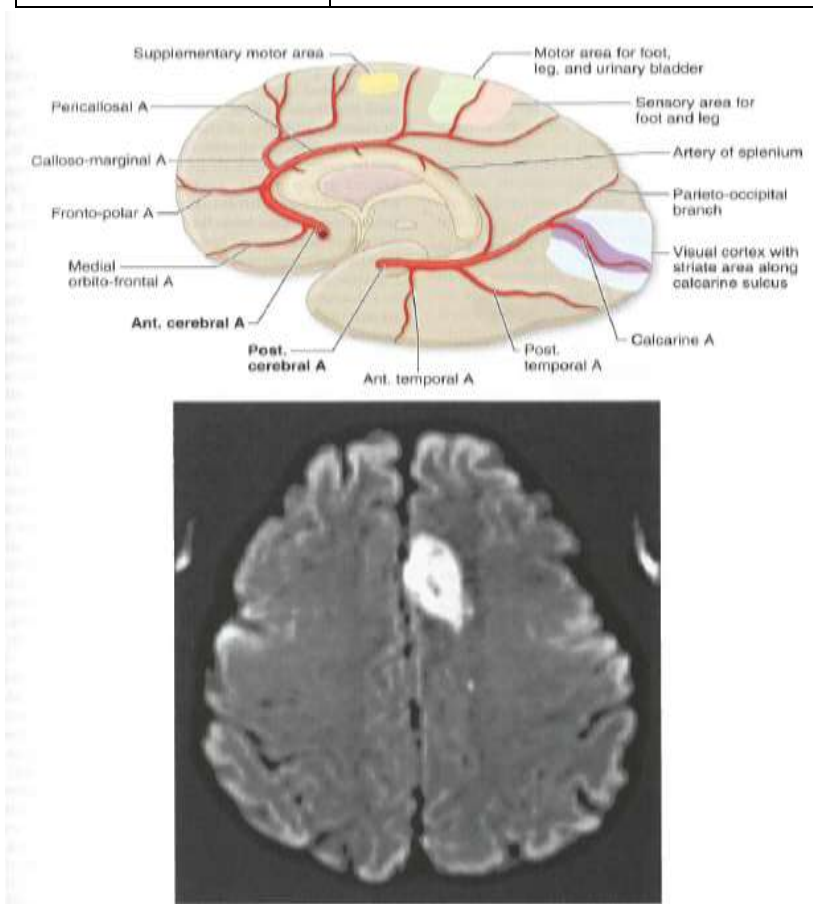 Supplementary motor area
Motor area for foot,
leg, and urinary bladder
Pericallosal A
Sensory area for
foot and leg
Calloso-marginal A
Artery of splenium
Fronto-polar A
Parieto-occipital
branch
Medial
orbito-frontal A
Visual cortex with
striate area along
calcarine sulcus
Ant. cerebral A
Post.
cerebral A
Ant. temporal A
Post.
temporal A
Calcarine A